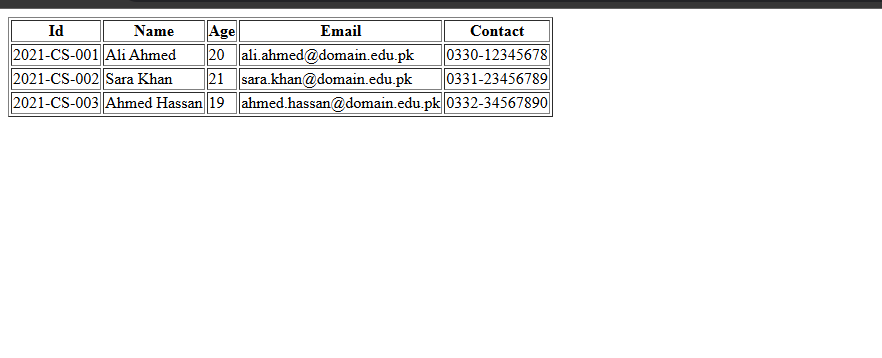 Id Name Age Email Contact
2021-CS-001 Ali Ahmed 20 ali.ahmed@domain.edu.pk 0330-12345678
2021-CS-002 Sara Khan 21 sara.khan@domain.edu.pk 0331-23456789
2021-CS-003 Ahmed Hassan 19 ahmed.hassan@domain.edu.pk 0332-34567890